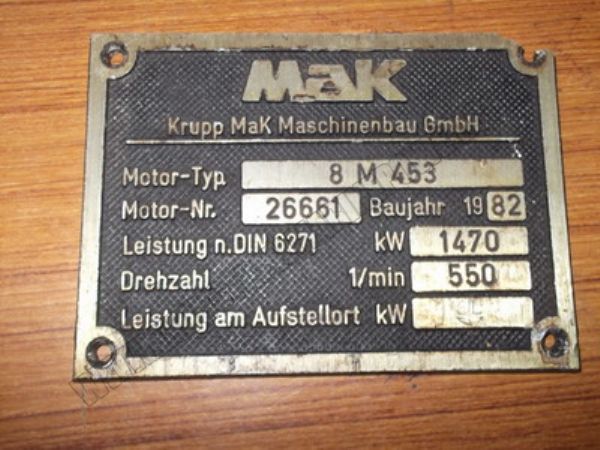 MaK
Krupp MaK Maschinenbau GmbH
Motor-Typ 8 M 453
Motor-Nr. 26661 Baujahr 1982
Leistung n.DIN 6271 kW 1470
Drehzahl 1/min 550
Leistung am Aufstellort kW